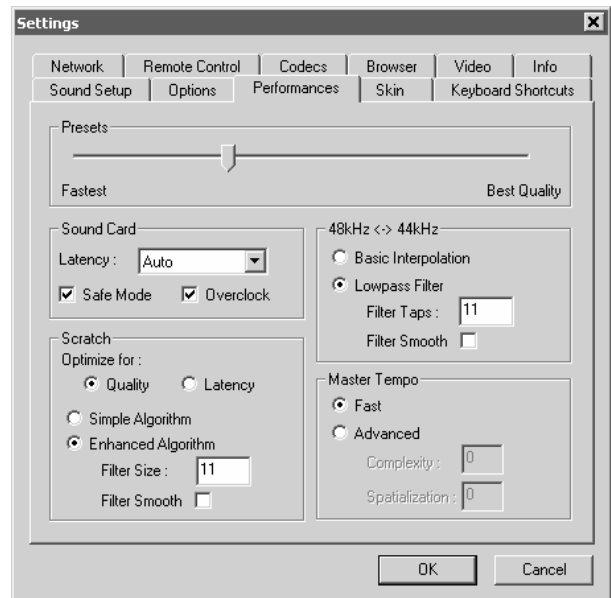 Settings
Network Remote Control Codecs Browser Video Info
Sound Setup Options Performances Skin Keyboard Shortcuts
Presets
Fastest Best Quality
Sound Card
Latency : Auto
Safe Mode Overclock
Scratch
Optimize for :
Quality Latency
Simple Algorithm
Enhanced Algorithm
Filter Size : 11
Filter Smooth
48kHz <-> 44kHz
Basic Interpolation
Lowpass Filter
Filter Taps : 11
Filter Smooth
Master Tempo
Fast
Advanced
Complexity : 0
Spatialization : 0
OK Cancel